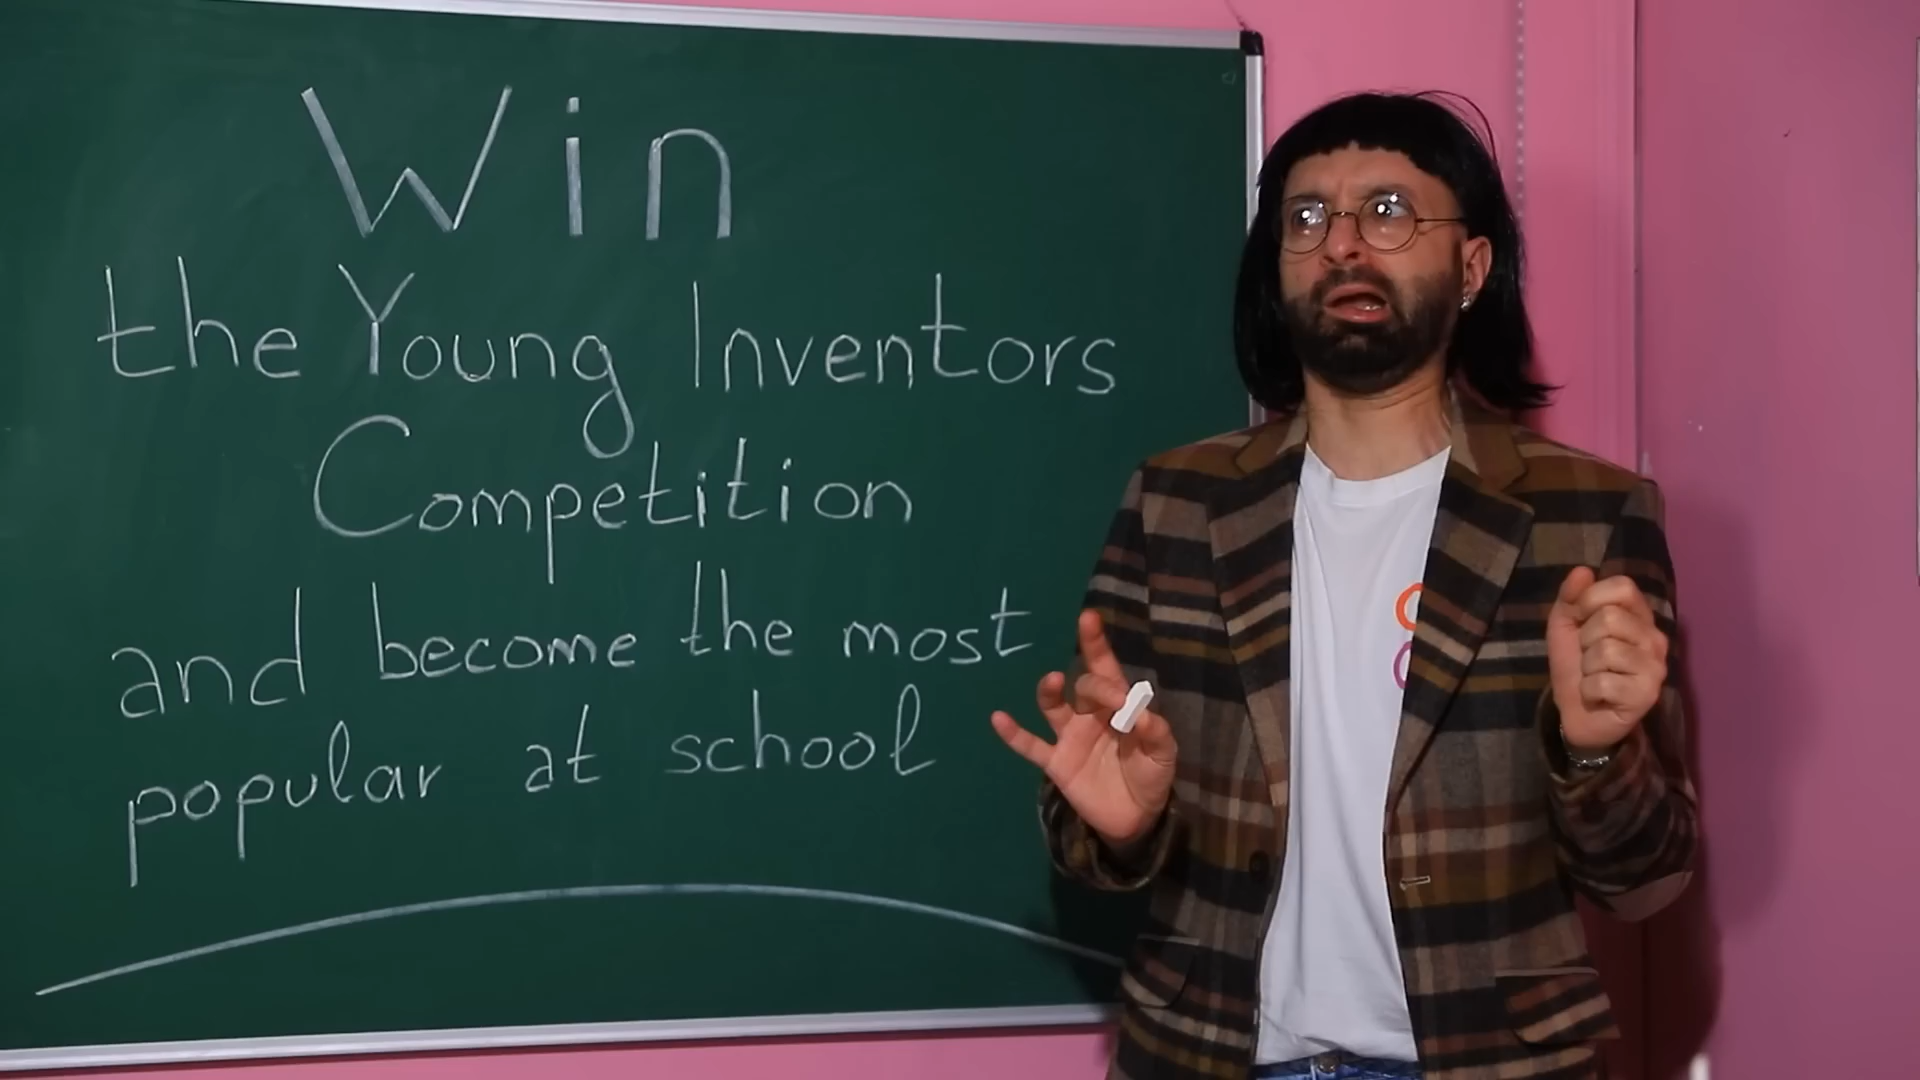 Win
the Young Inventors
Competition
and become the most
popular at school